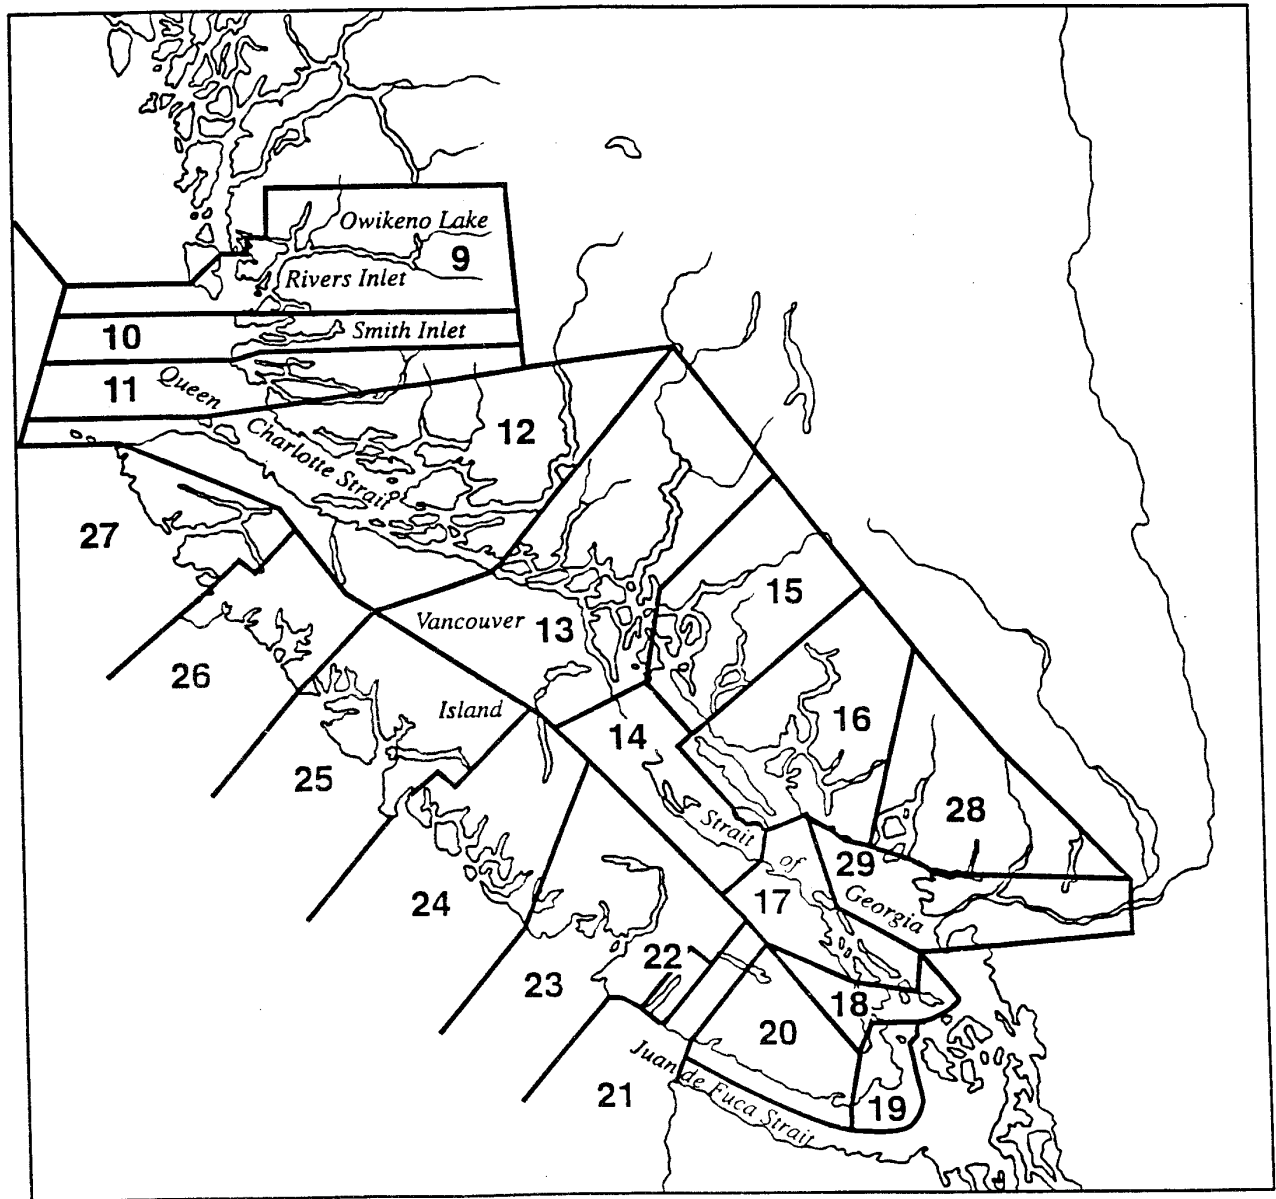 Owikeno Lake
9
Rivers Inlet
10
Smith Inlet
11
Queen
Charlotte Strait
12
27
15
Vancouver
13
26
Island
16
14
25
28
Strait
of
29
Georgia
24
17
22
23
18
20
Juan de Fuca Strait
21
19